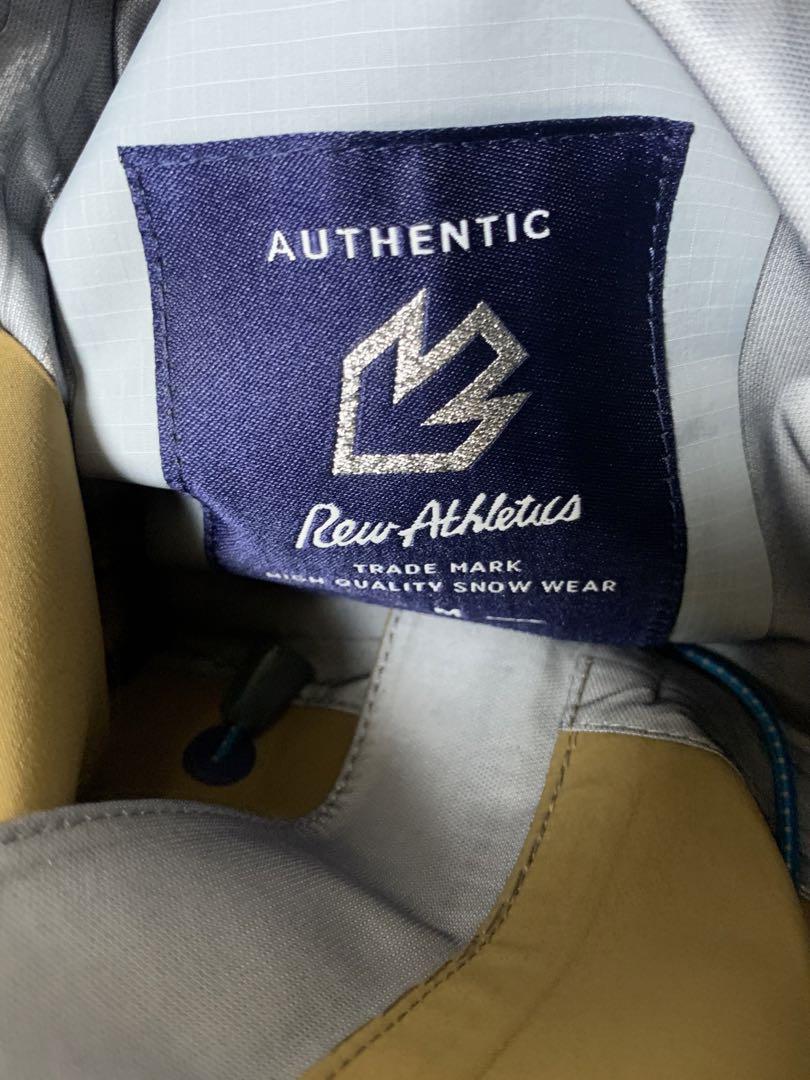 AUTHENTIC
Rew Athletics
TRADE MARK
HIGH QUALITY SNOW WEAR
M